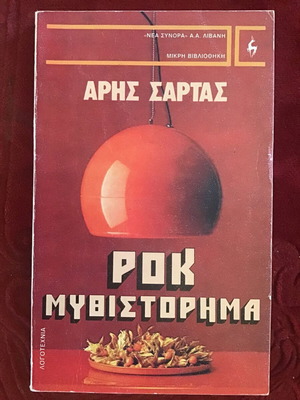 «ΝΕΑ ΣΥΝΟΡΑ» Α.Α. ΛΙΒΑΝΗ
ΜΙΚΡΗ ΒΙΒΛΙΟΘΗΚΗ
ΑΡΗΣ ΣΑΡΤΑΣ
ΡΟΚ
ΜΥΘΙΣΤΟΡΗΜΑ
ΛΟΓΟΤΕΧΝΙΑ